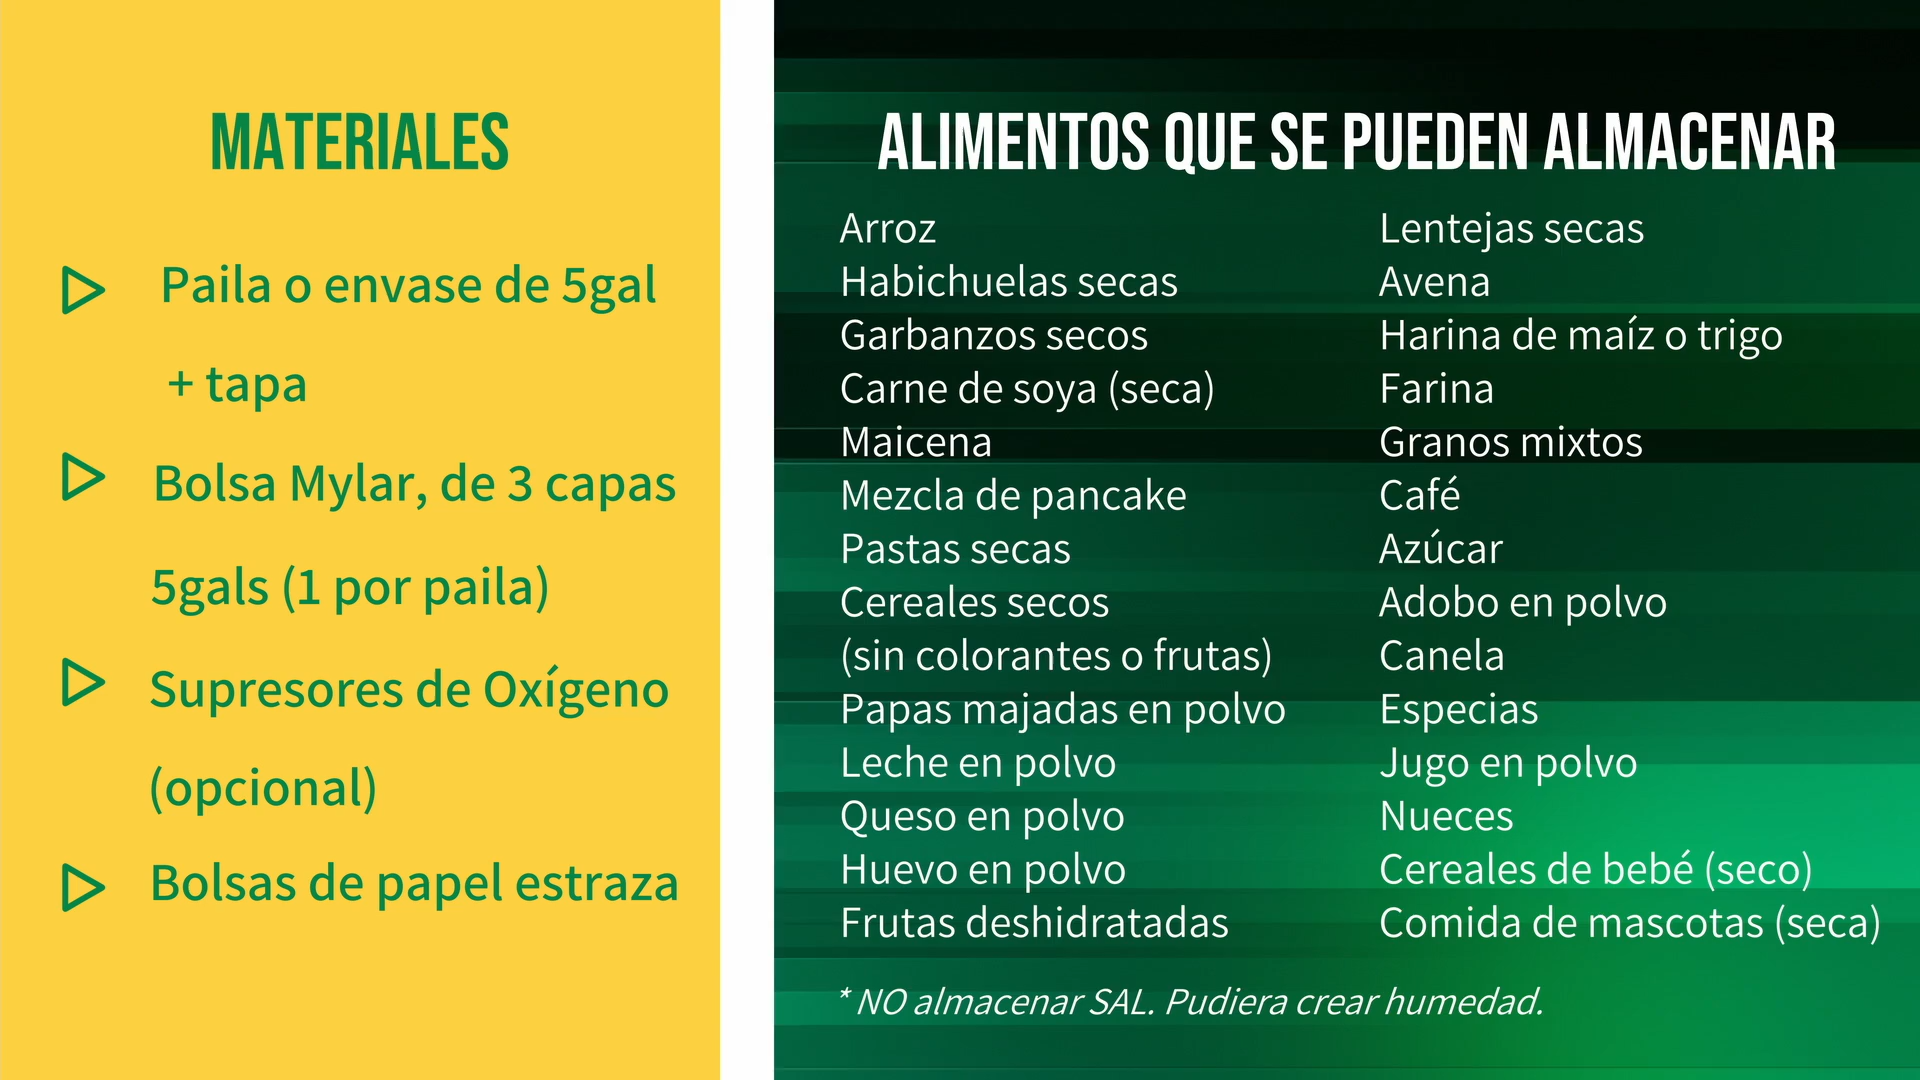 MATERIALES
Paila o envase de 5gal
+ tapa
Bolsa Mylar, de 3 capas
5gals (1 por paila)
Supresores de Oxígeno
(opcional)
Bolsas de papel estraza
ALIMENTOS QUE SE PUEDEN ALMACENAR
Arroz
Habichuelas secas
Garbanzos secos
Carne de soya (seca)
Maicena
Mezcla de pancake
Pastas secas
Cereales secos
(sin colorantes o frutas)
Papas majadas en polvo
Leche en polvo
Queso en polvo
Huevo en polvo
Frutas deshidratadas
Lentejas secas
Avena
Harina de maíz o trigo
Farina
Granos mixtos
Café
Azúcar
Adobo en polvo
Canela
Especias
Jugo en polvo
Nueces
Cereales de bebé (seco)
Comida de mascotas (seca)
* NO almacenar SAL. Pudiera crear humedad.